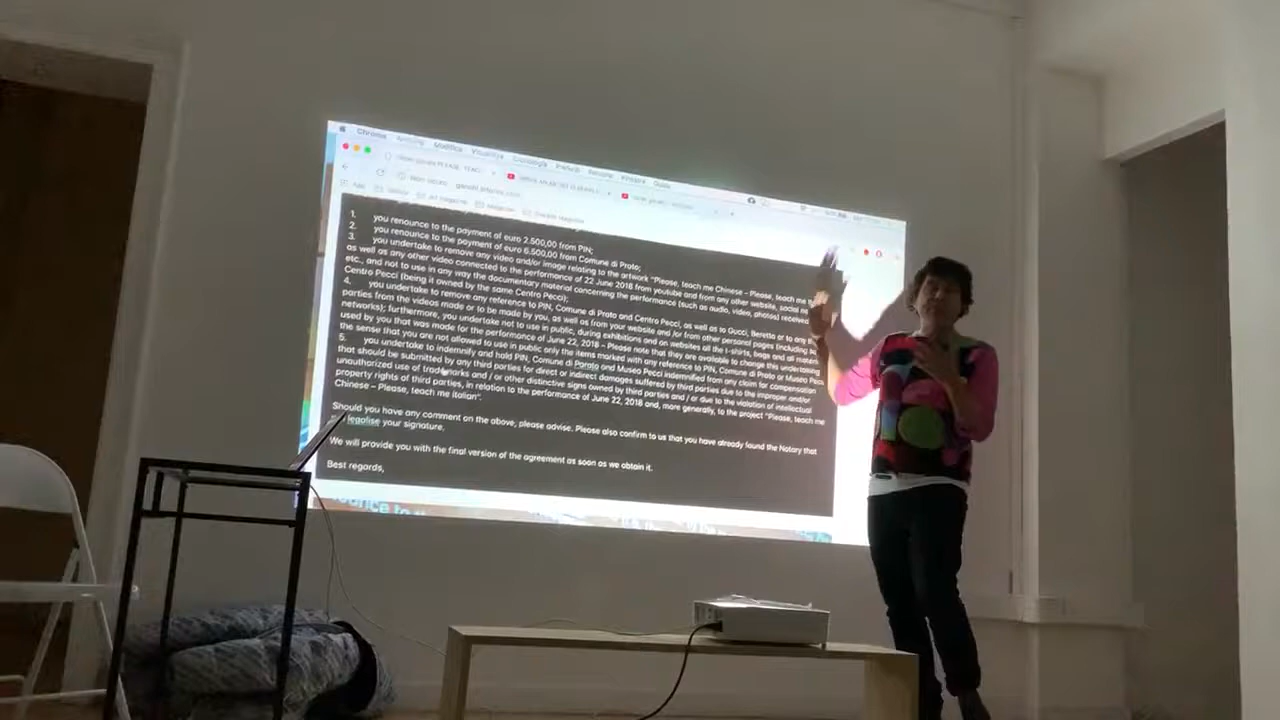 Chrome Modifica Visualizza Cronologia Preferiti Finestra Guida
1. you renounce to the payment of euro 2.500,00 from PIN;
2. you renounce to the payment of euro 6.500,00 from Comune di Prato;
3. you undertake to remove any video and/or image relating to the artwork "Please, teach me Chinese – Please, teach me
as well as any other video connected to the performance of 22 June 2018 from youtube and from any other website, social
etc., and not to use in any way the documentary material concerning the performance (such as audio, video, photos) received
Centro Pecci (being it owned by the same Centro Pecci);
4. you undertake to remove any reference to PIN, Comune di Prato and Centro Pecci, as well as to Gucci, Beretta or to any
parties from the videos made or to be made by you, as well as from your website and /or from other personal pages (including
networks); furthermore, you undertake not to use in public, during exhibitions and on websites all the t-shirts, bags and all
used by you that was made for the performance of June 22, 2018 – Please note that they are available to change this undertaking
the sense that you are not allowed to use in public only the items marked with any reference to PIN, Comune di Prato or Museo Pecci
5. you undertake to indemnify and hold PIN, Comune di Parato and Museo Pecci indemnified from any claim for compensation
that should be submitted by any third parties for direct or indirect damages suffered by third parties due to the improper and/or
unauthorized use of trademarks and / or other distinctive signs owned by third parties and / or due to the violation of intellectual
property rights of third parties, in relation to the performance of June 22, 2018 and, more generally, to the project "Please, teach me
Chinese – Please, teach me Italian".
Should you have any comment on the above, please advise. Please also confirm to us that you have already found the Notary that
legalise your signature.
We will provide you with the final version of the agreement as soon as we obtain it.
Best regards,